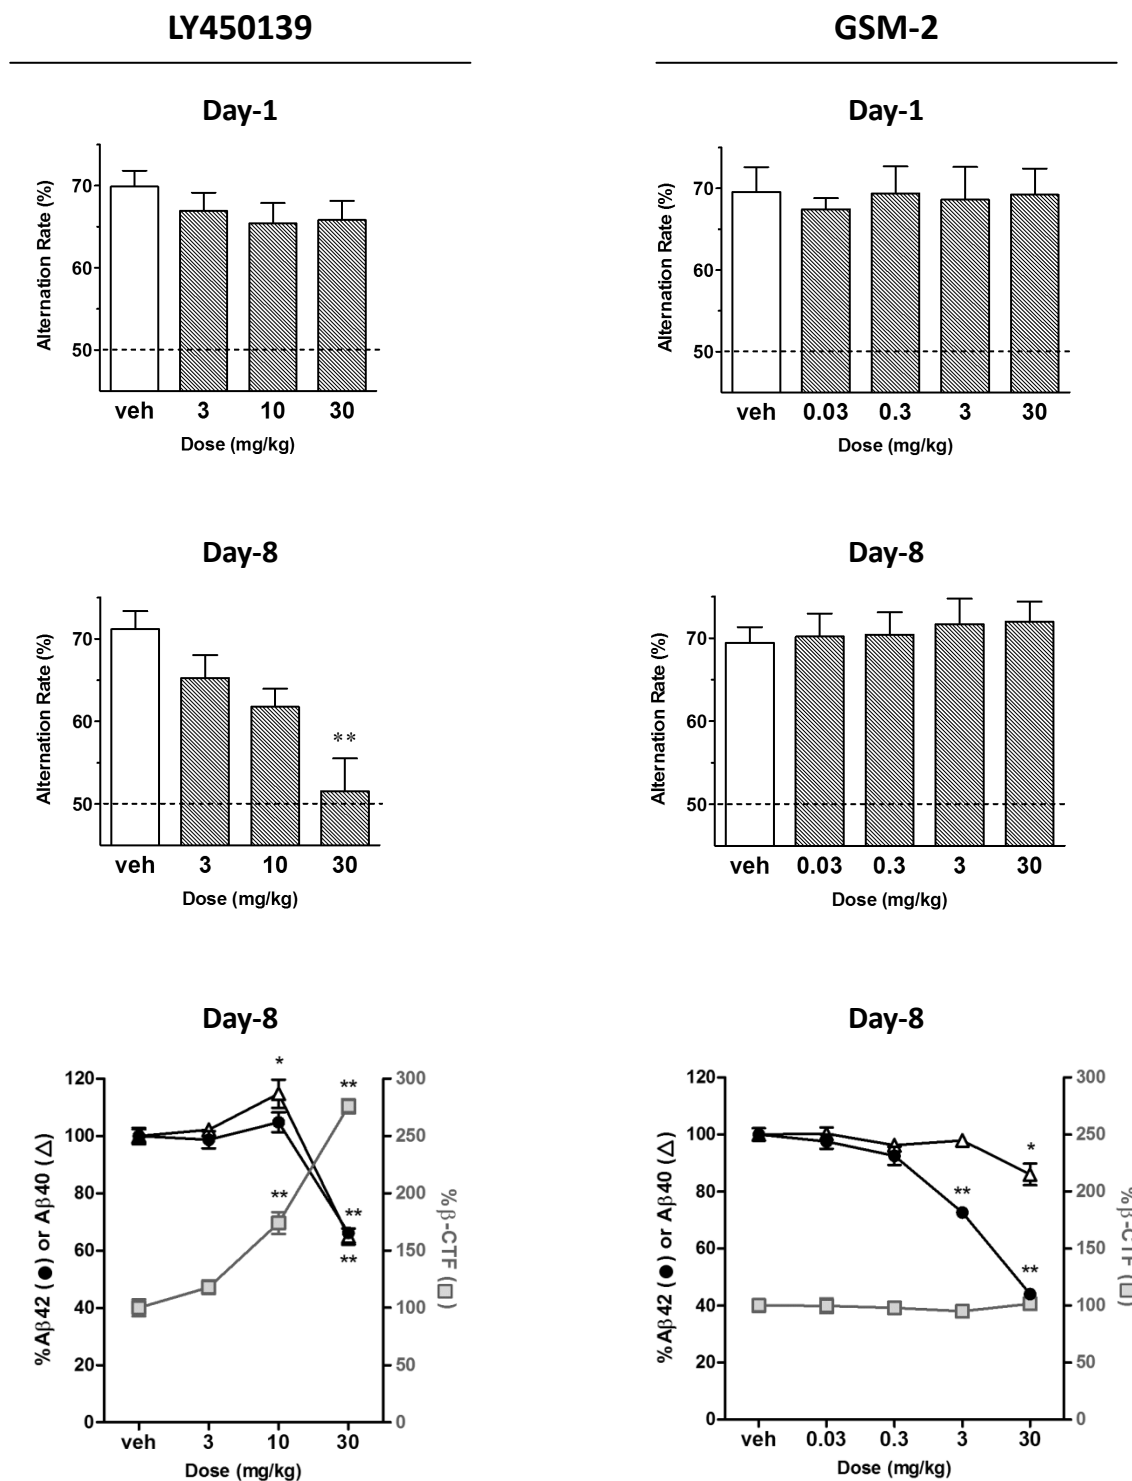 LY450139
GSM-2
Day-1
Alternation Rate (%)
70
60
50
veh 3 10 30
Dose (mg/kg)
Day-1
Alternation Rate (%)
70
60
50
veh 0.03 0.3 3 30
Dose (mg/kg)
Day-8
Alternation Rate (%)
70
60
50
**
veh 3 10 30
Dose (mg/kg)
Day-8
Alternation Rate (%)
70
60
50
veh 0.03 0.3 3 30
Dose (mg/kg)
Day-8
%Aβ42 (●) or Aβ40 (△)
120
100
80
60
40
20
0
*
**
**
**
**
300
250
200
150
100
50
0
%β-CTF (□)
veh 3 10 30
Dose (mg/kg)
Day-8
%Aβ42 (●) or Aβ40 (△)
120
100
80
60
40
20
0
*
**
**
300
250
200
150
100
50
0
%β-CTF (□)
veh 0.03 0.3 3 30
Dose (mg/kg)